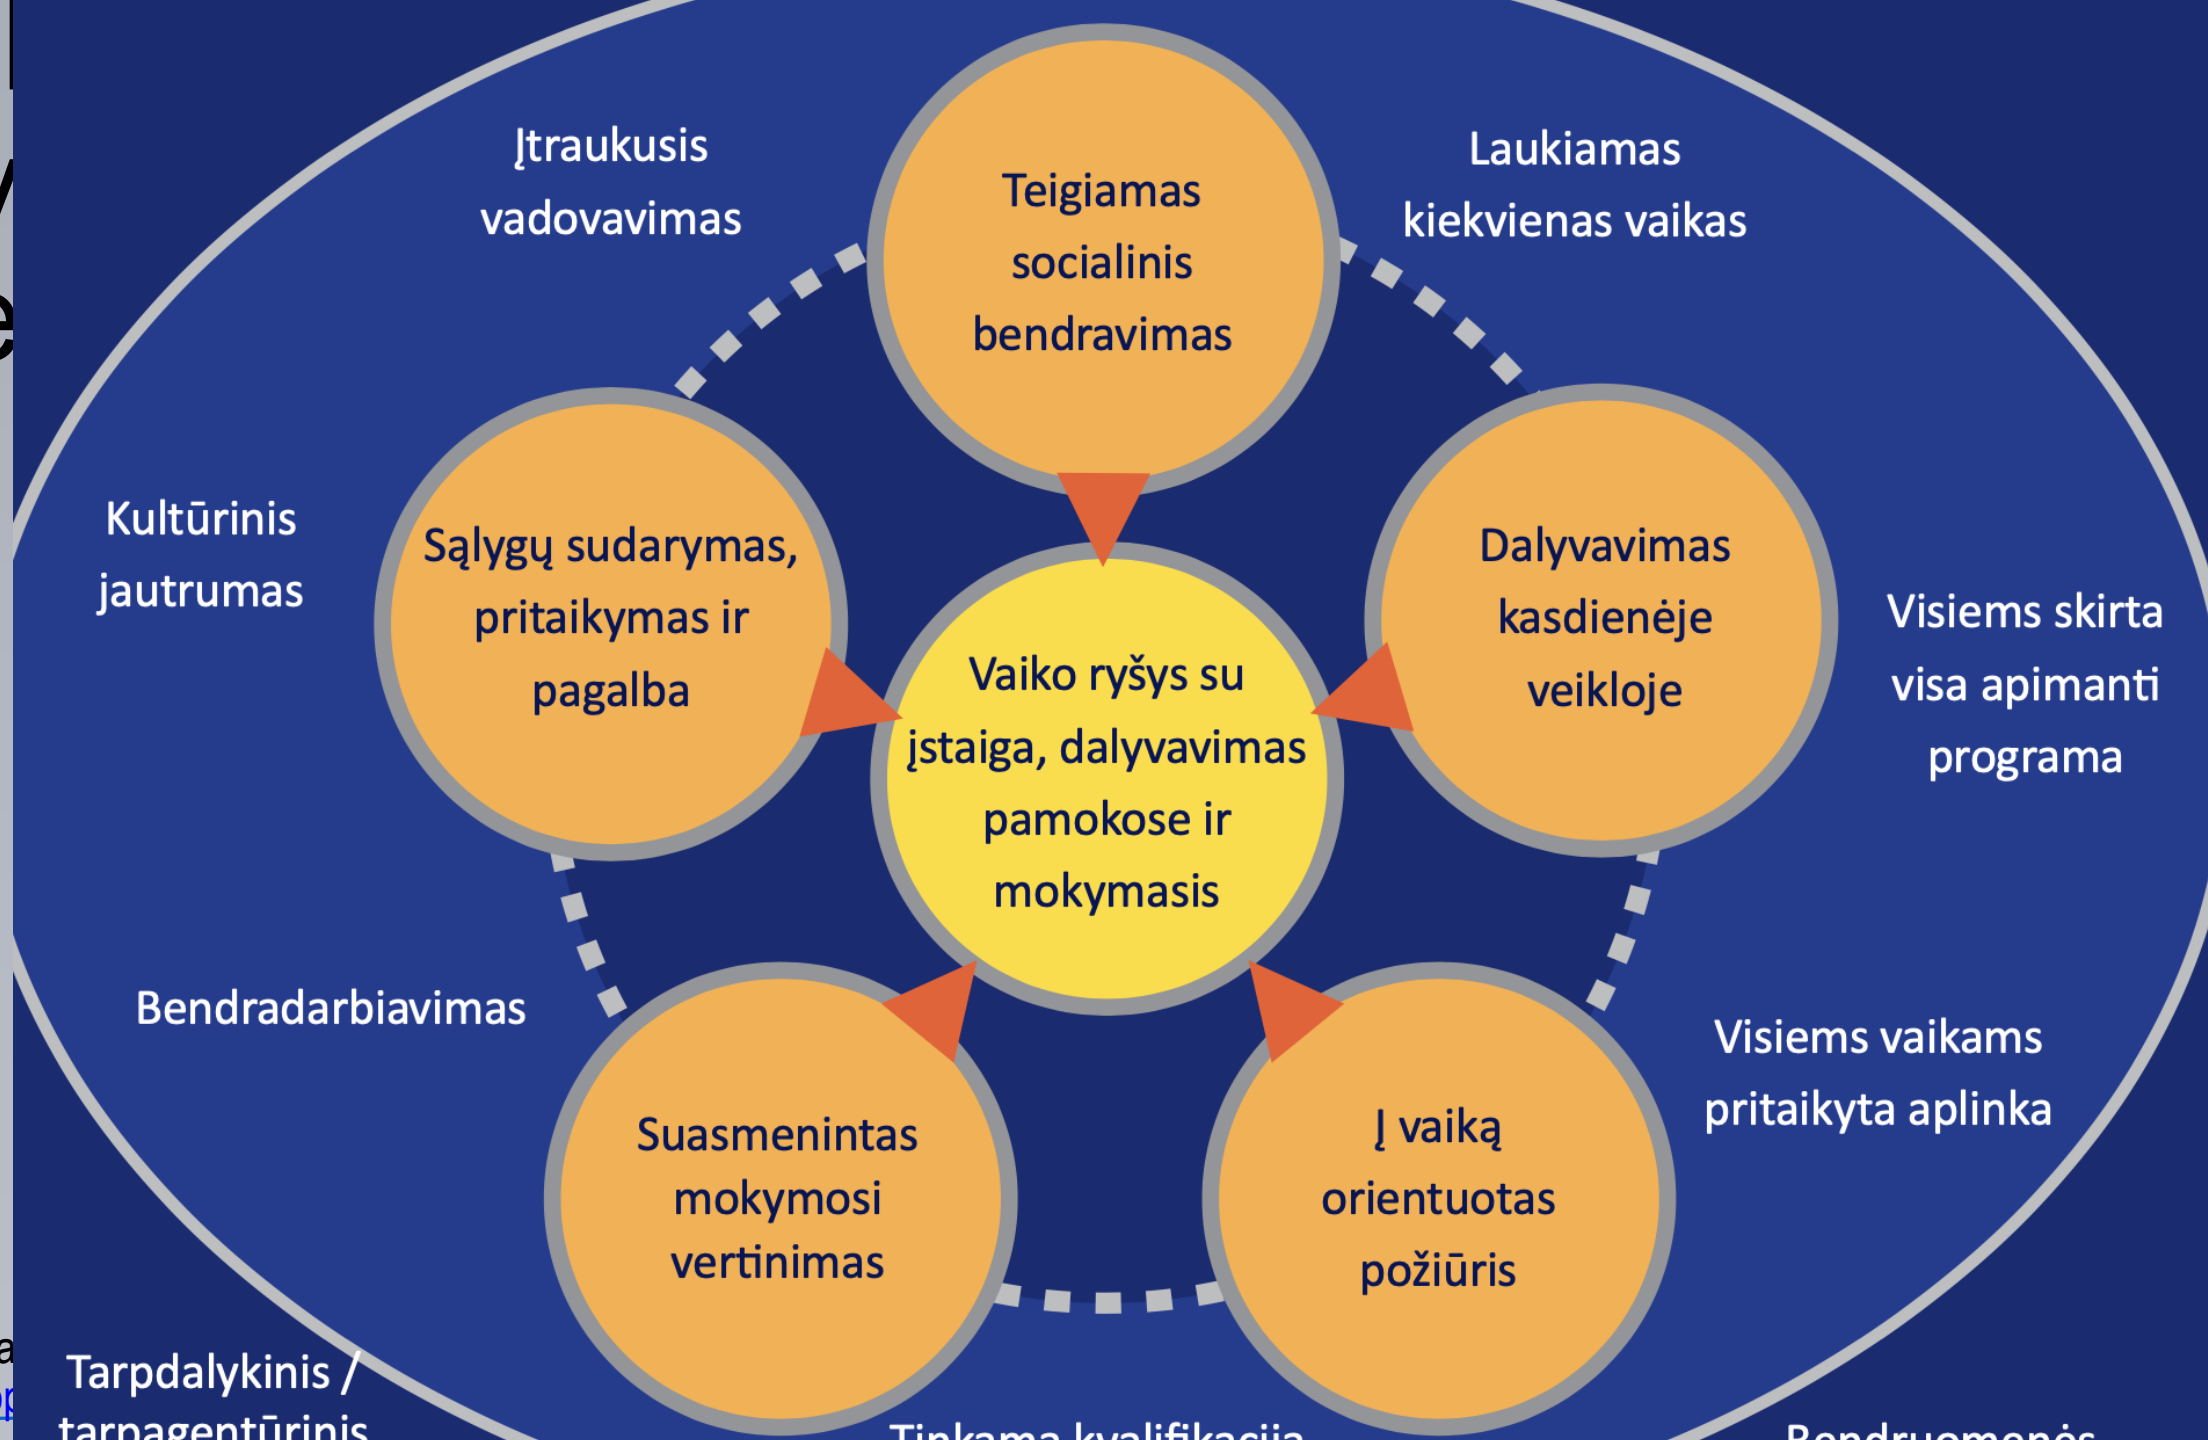 Įtraukusis
vadovavimas
Teigiamas
socialinis
bendravimas
Laukiamas
kiekvienas vaikas
Kultūrinis
jautrumas
Sąlygų sudarymas,
pritaikymas ir
pagalba
Vaiko ryšys su
įstaiga, dalyvavimas
pamokose ir
mokymasis
Dalyvavimas
kasdienėje
veikloje
Visiems skirta
visa apimanti
programa
Bendradarbiavimas
Suasmenintas
mokymosi
vertinimas
Į vaiką
orientuotas
požiūris
Visiems vaikams
pritaikyta aplinka
Tarpdalykinis /
tarpagentūrinis
Tinkama kvalifikacija
Bendruomenės